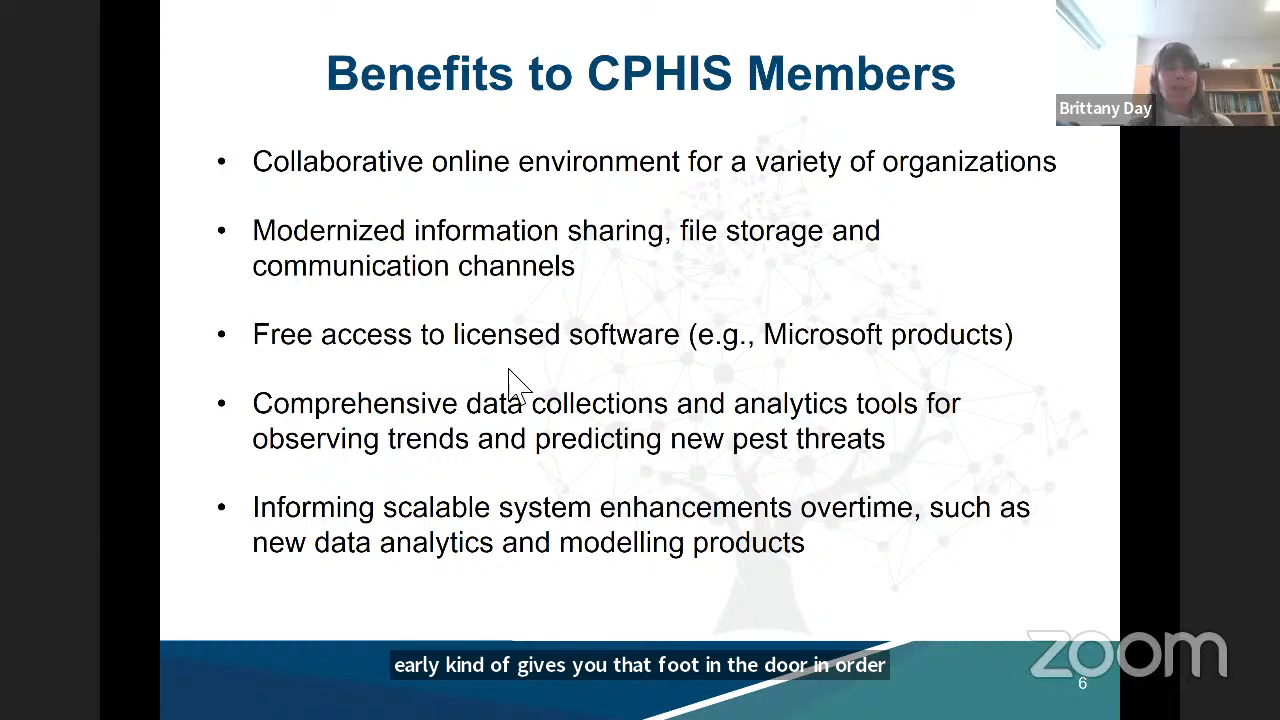 Benefits to CPHIS Members
Brittany Day
• Collaborative online environment for a variety of organizations
• Modernized information sharing, file storage and
communication channels
• Free access to licensed software (e.g., Microsoft products)
• Comprehensive data collections and analytics tools for
observing trends and predicting new pest threats
• Informing scalable system enhancements overtime, such as
new data analytics and modelling products
early kind of gives you that foot in the door in order
zoom
6